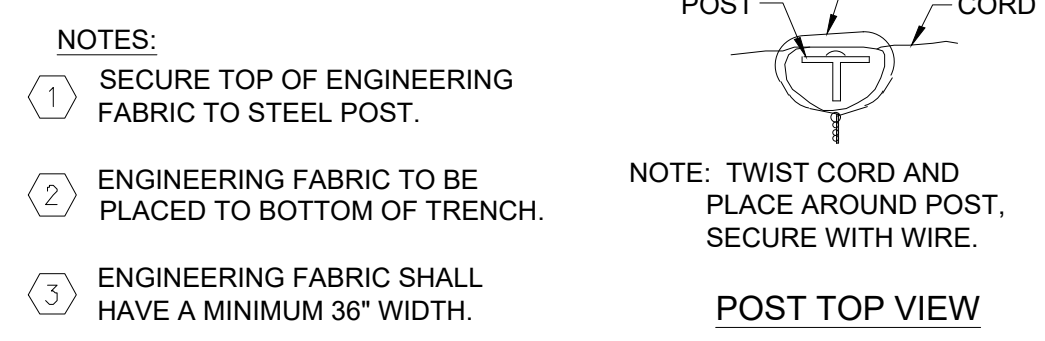 NOTES:
1 SECURE TOP OF ENGINEERING
FABRIC TO STEEL POST.
2 ENGINEERING FABRIC TO BE
PLACED TO BOTTOM OF TRENCH.
3 ENGINEERING FABRIC SHALL
HAVE A MINIMUM 36" WIDTH.
POST
CORD
NOTE: TWIST CORD AND
PLACE AROUND POST,
SECURE WITH WIRE.
POST TOP VIEW